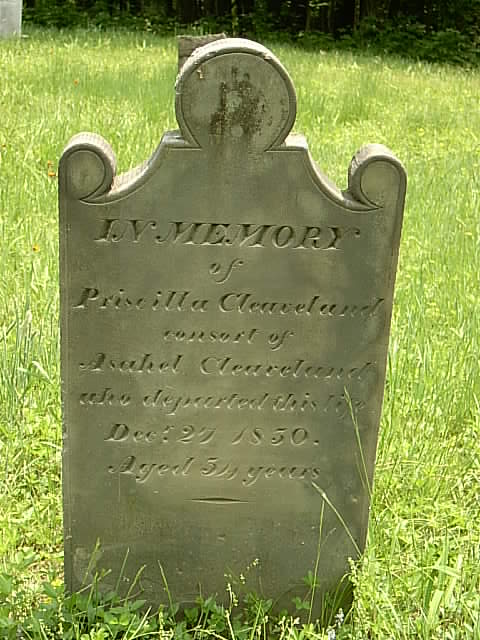 P
IN MEMORY
of
Priscilla Cleaveland
consort of
Asahel Cleaveland
who departed this life
Decr. 27 1850.
Aged 54 years